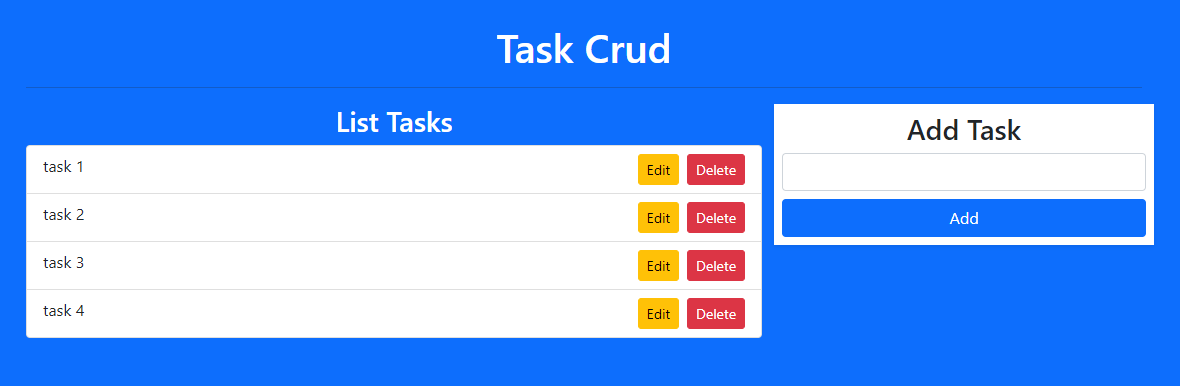 Task Crud
List Tasks
task 1 Edit Delete
task 2 Edit Delete
task 3 Edit Delete
task 4 Edit Delete
Add Task
Add